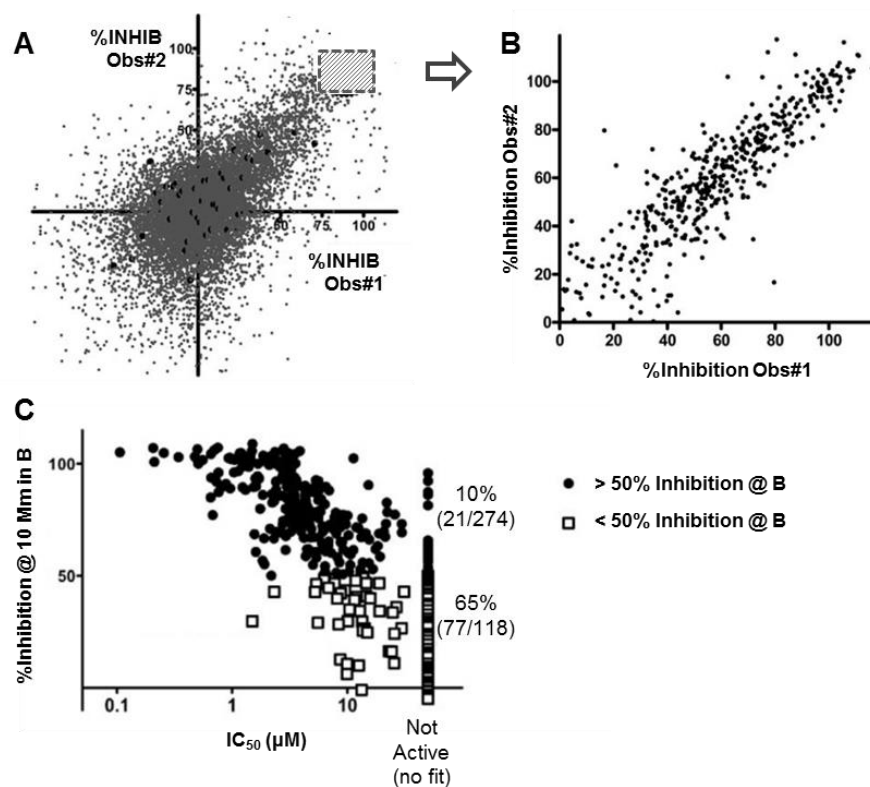 A
%INHIB
Obs#2
100
75
50
50
75
100
%INHIB
Obs#1
B
%Inhibition Obs#2
100
80
60
40
20
0
0
20
40
60
80
100
%Inhibition Obs#1
C
%Inhibition @ 10 Mm in B
100
50
0.1
1
10
IC50 (µM)
10%
(21/274)
65%
(77/118)
Not
Active
(no fit)
> 50% Inhibition @ B
< 50% Inhibition @ B